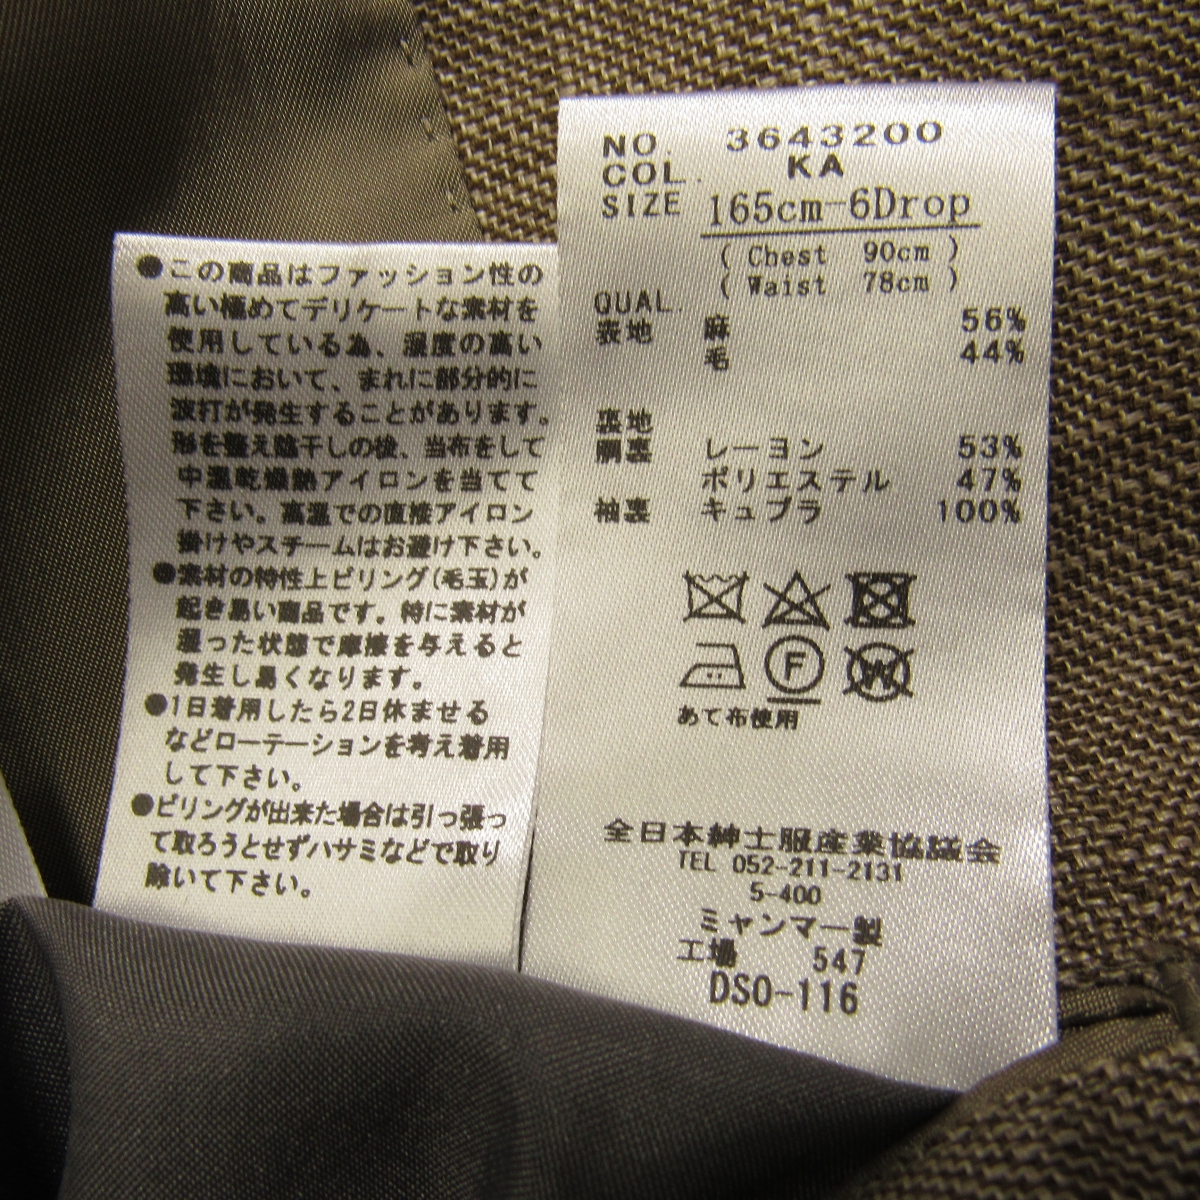 ●この商品はファッション性の
高い極めてデリケートな素材を
使用している為、湿度の高い
環境において、まれに部分的に
波打が発生することがあります。
形を整え陰干しの後、当布をして
中温乾燥熱アイロンを当てて
下さい。高温での直接アイロン
掛けやスチームはお避け下さい。
●素材の特性上ピリング(毛玉)が
起き易い商品です。特に素材が
湿った状態で摩擦を与えると
発生し易くなります。
●1日着用したら2日休ませる
などローテーションを考え着用
して下さい。
●ピリングが出来た場合は引っ張っ
て取ろうとせずハサミなどで取り
除いて下さい。
NO. 3643200
COL. KA
SIZE 165cm-6Drop
( Chest 90cm )
( Waist 78cm )
QUAL.
表地 麻 56%
毛 44%
裏地
胴裏 レーヨン 53%
ポリエステル 47%
袖裏 キュプラ 100%
F W
あて布使用
全日本紳士服産業協議会
TEL 052-211-2131
5-400
ミャンマー製
工場 547
DSO-116